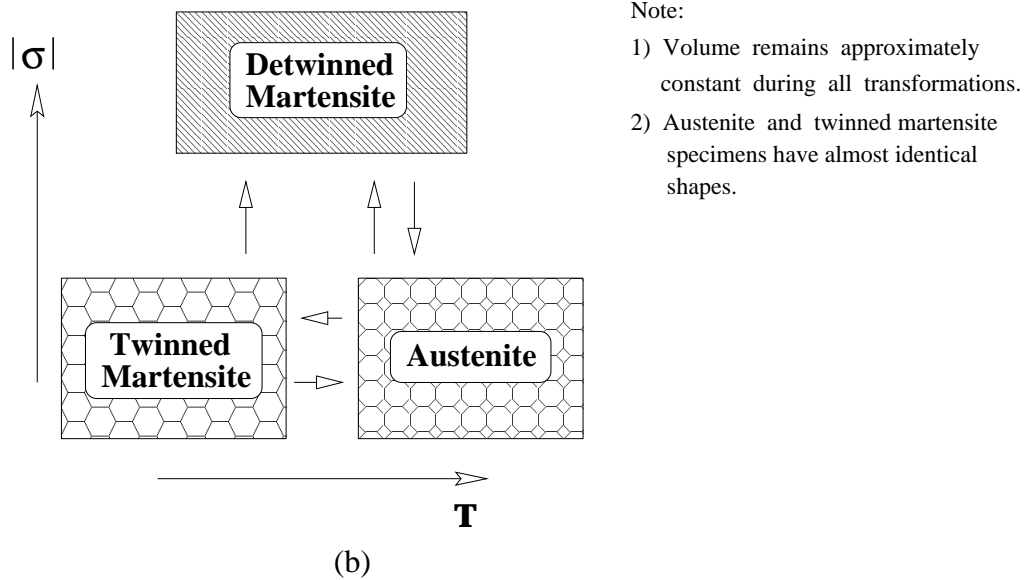 |σ|
Detwinned
Martensite
Twinned
Martensite
Austenite
T
(b)
Note:
1) Volume remains approximately
constant during all transformations.
2) Austenite and twinned martensite
specimens have almost identical
shapes.